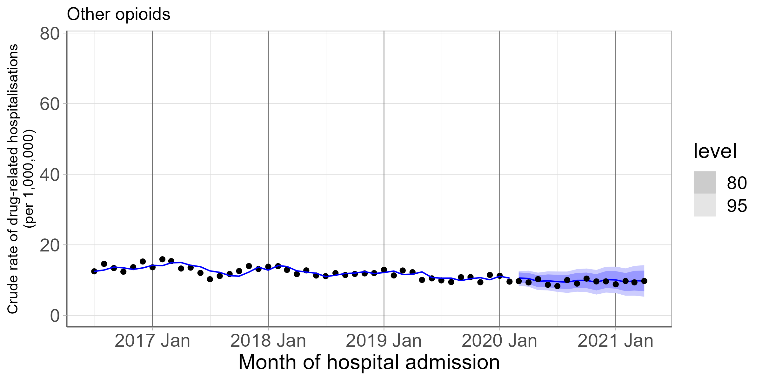 Other opioids
Crude rate of drug-related hospitalisations
(per 1,000,000)
80
60
40
20
0
2017 Jan
2018 Jan
2019 Jan
2020 Jan
2021 Jan
Month of hospital admission
level
80
95